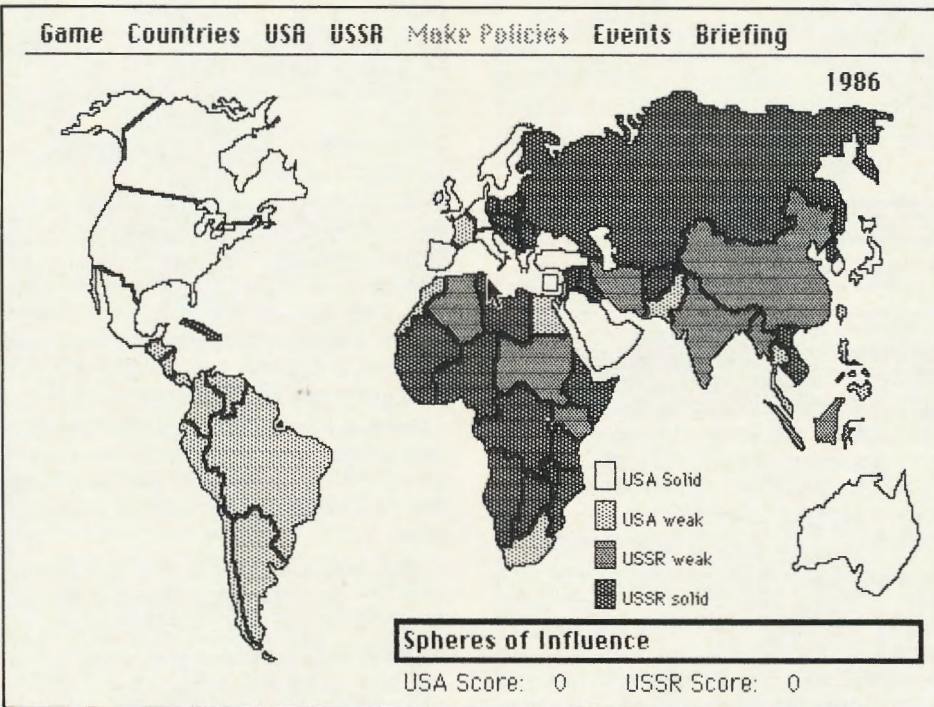 Game Countries USA USSR Make Policies Events Briefing
1986
USA Solid
USA weak
USSR weak
USSR solid
Spheres of Influence
USA Score: 0 USSR Score: 0